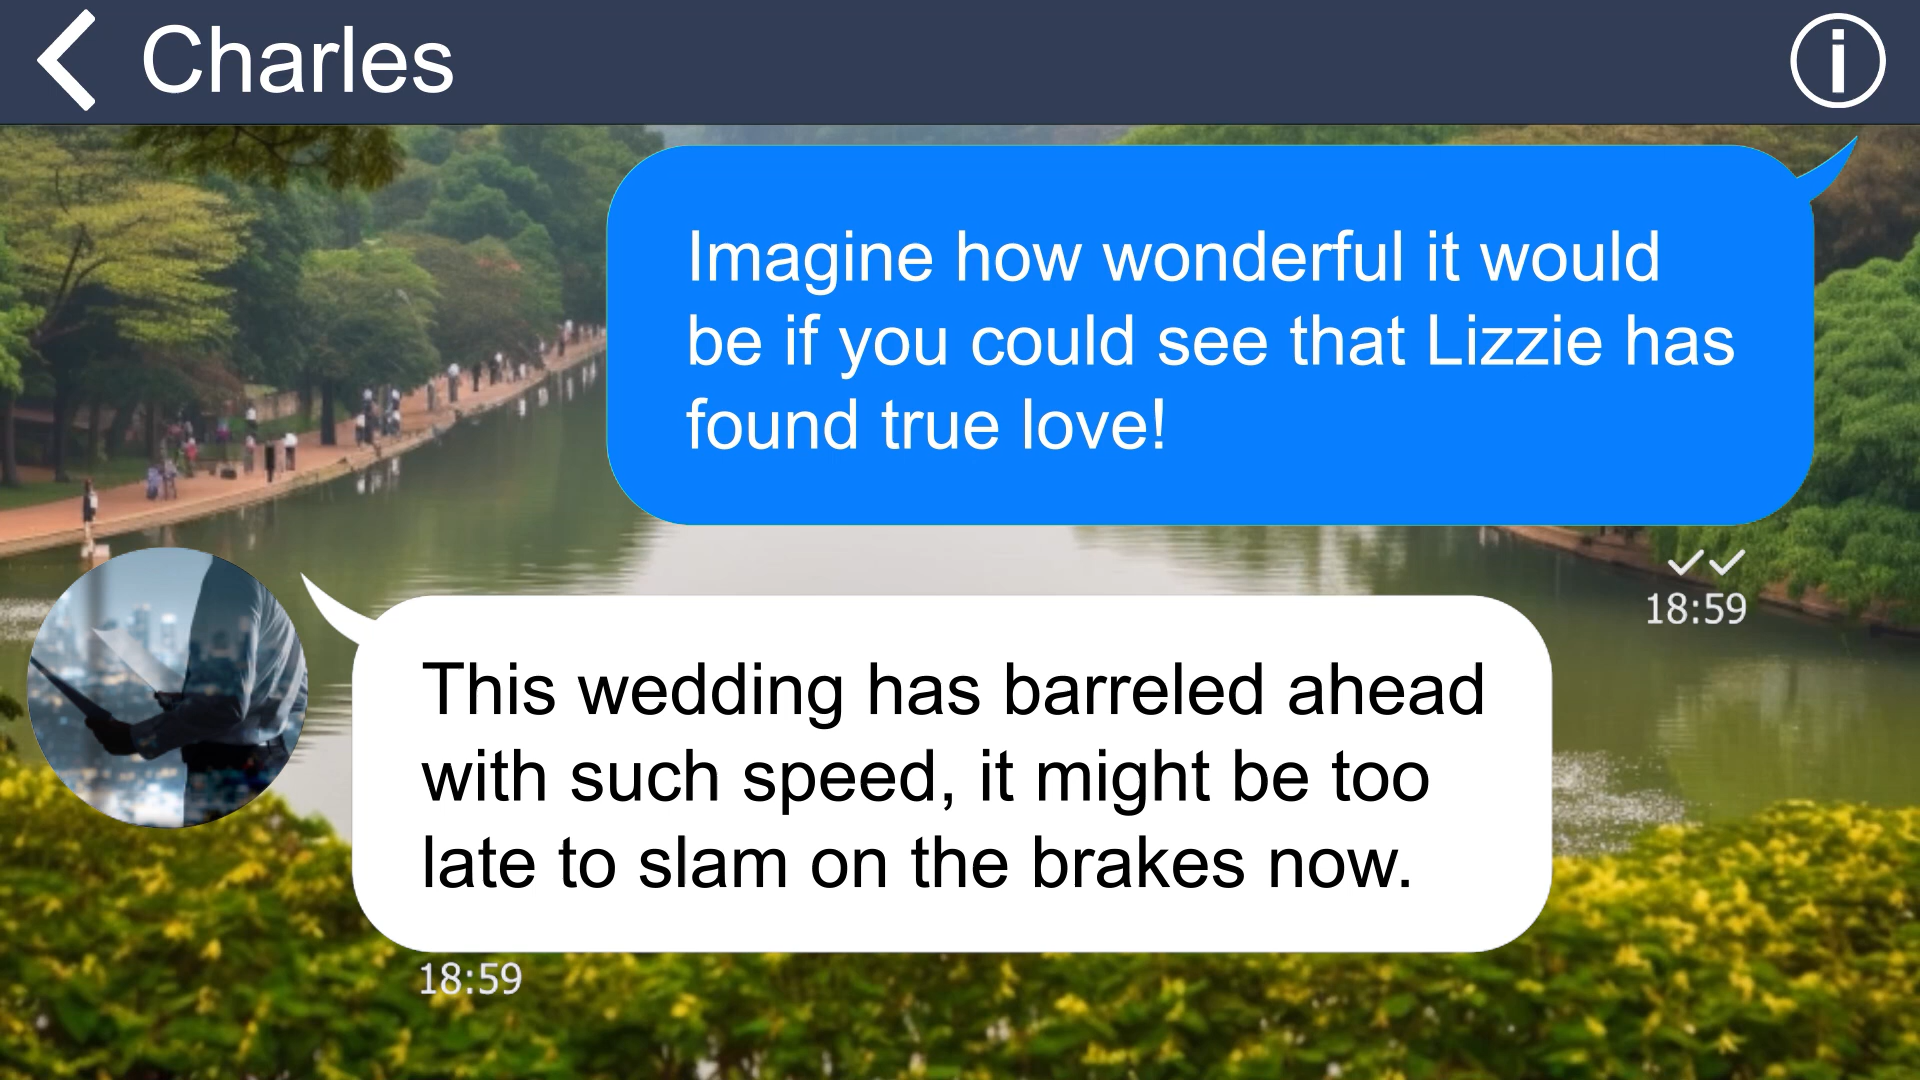 Charles
Imagine how wonderful it would
be if you could see that Lizzie has
found true love!
18:59
This wedding has barreled ahead
with such speed, it might be too
late to slam on the brakes now.
18:59